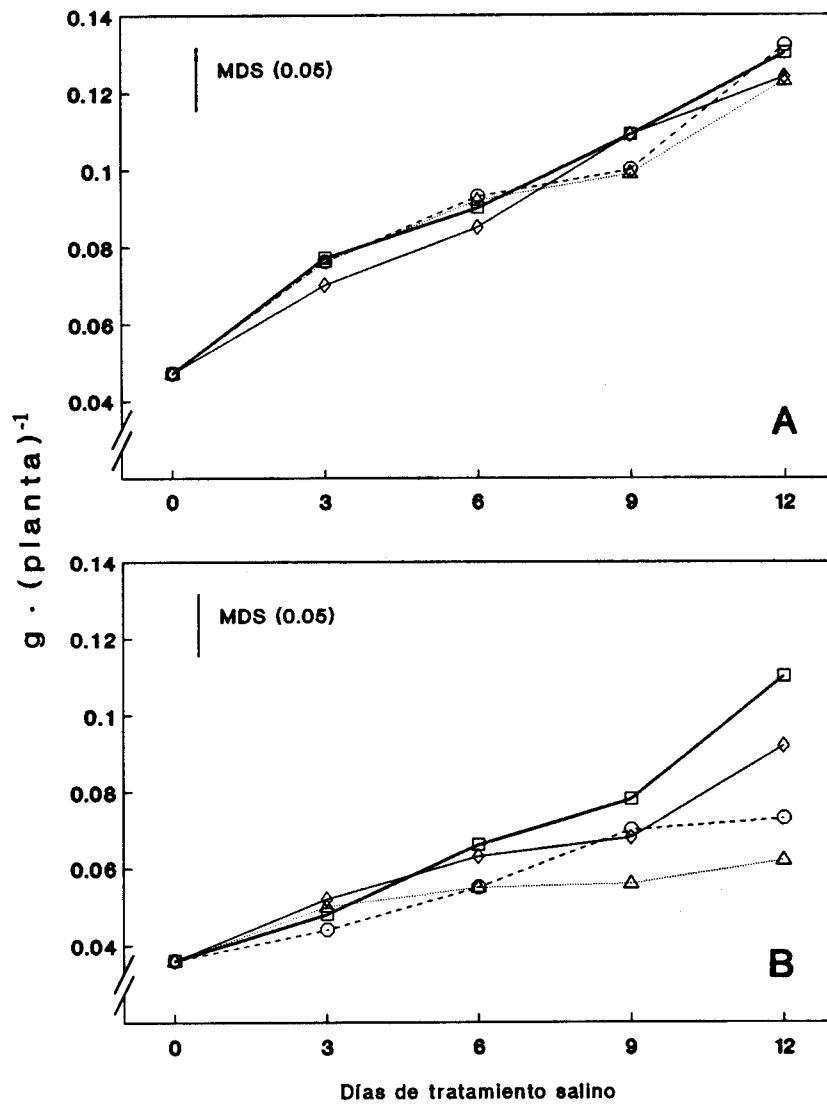 0.14
MDS (0.05)
0.12
0.1
0.08
0.06
0.04
A
0 3 6 9 12
g · (planta)⁻¹
0.14
MDS (0.05)
0.12
0.1
0.08
0.06
0.04
B
0 3 6 9 12
Días de tratamiento salino